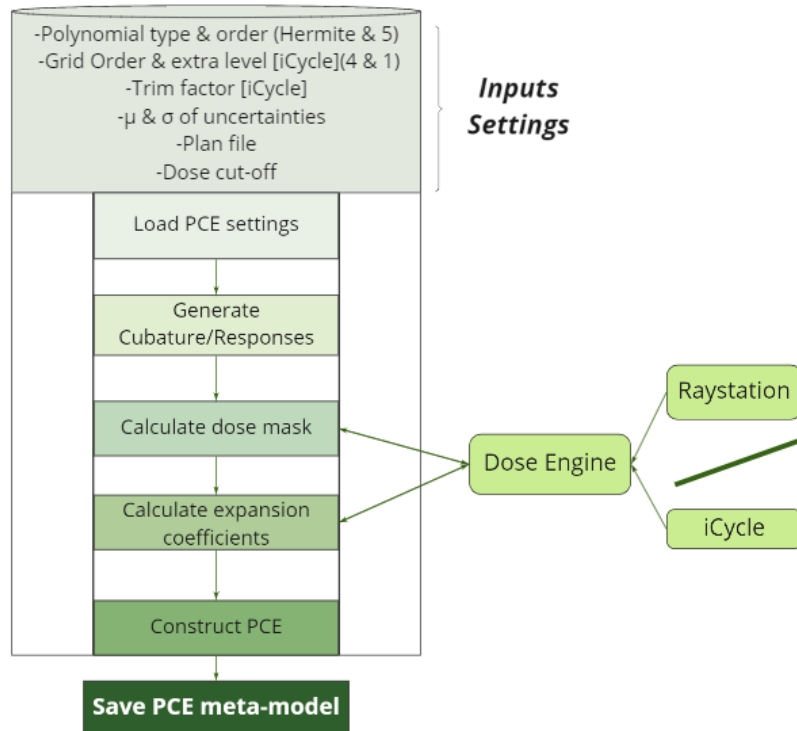 -Polynomial type & order (Hermite & 5)
-Grid Order & extra level [iCycle](4 & 1)
-Trim factor [iCycle]
-μ & σ of uncertainties
-Plan file
-Dose cut-off
Inputs
Settings
Load PCE settings
Generate
Cubature/Responses
Calculate dose mask
Calculate expansion
coefficients
Construct PCE
Save PCE meta-model
Dose Engine
Raystation
iCycle